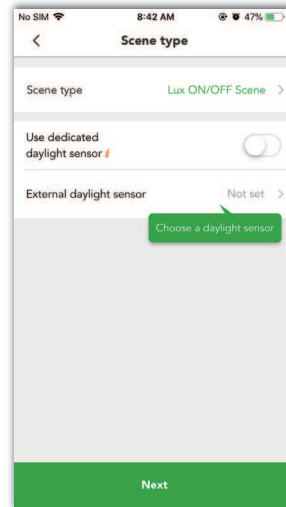 No SIM 8:42 AM 47%
Scene type
Scene type Lux ON/OFF Scene
Use dedicated
daylight sensor i
External daylight sensor Not set
Choose a daylight sensor
Next